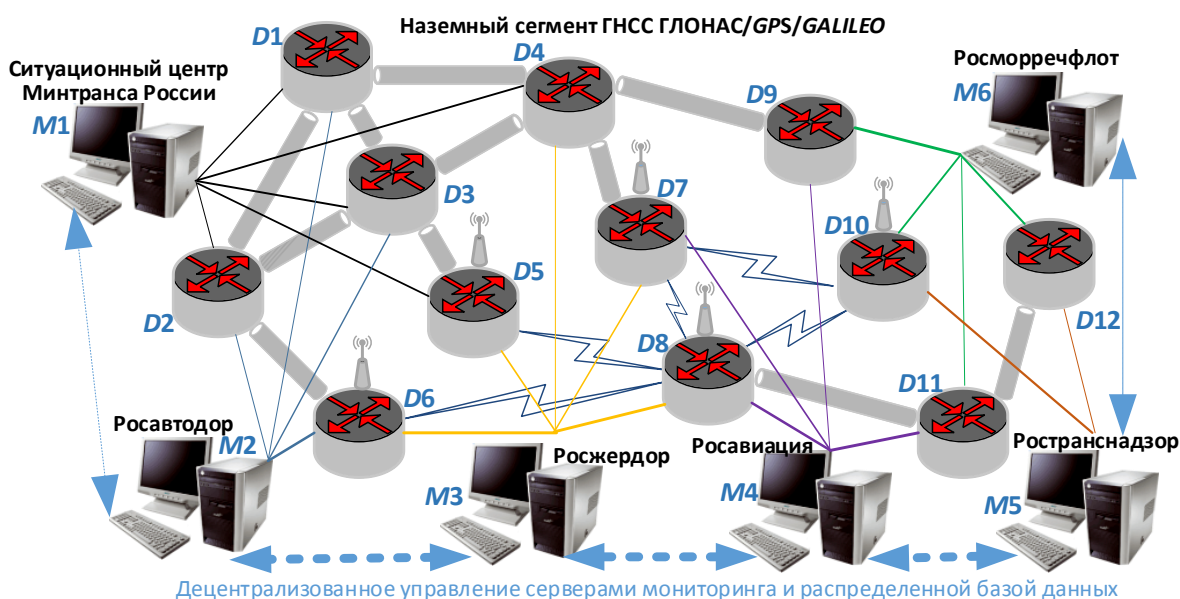 Наземный сегмент ГНСС ГЛОНАС/GPS/GALILEO
D1
D4
Ситуационный центр
Минтранса России
Росморречфлот
M1
D9
M6
D3
D7
D10
D5
D2
D8
D12
D6
D11
Росавтодор
M2
Росжердор
M3
Росавиация
M4
Ространснадзор
M5
Децентрализованное управление серверами мониторинга и распределенной базой данных